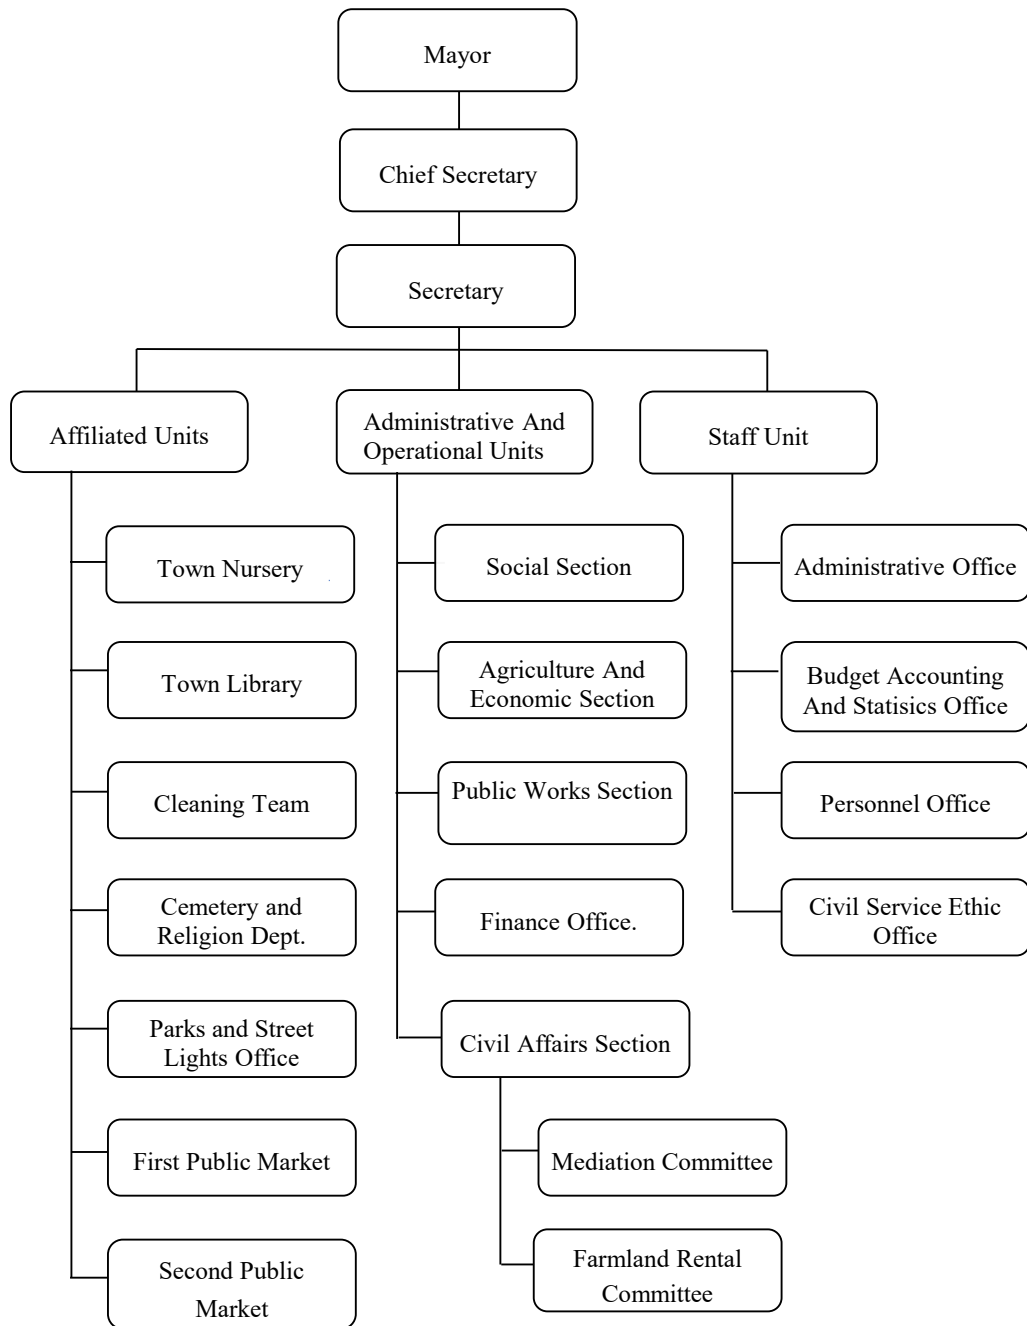 Mayor
Chief Secretary
Secretary
Affiliated Units
Administrative And
Operational Units
Staff Unit
Town Nursery
Town Library
Cleaning Team
Cemetery and
Religion Dept.
Parks and Street
Lights Office
First Public Market
Second Public
Market
Social Section
Agriculture And
Economic Section
Public Works Section
Finance Office.
Civil Affairs Section
Mediation Committee
Farmland Rental
Committee
Administrative Office
Budget Accounting
And Statisics Office
Personnel Office
Civil Service Ethic
Office